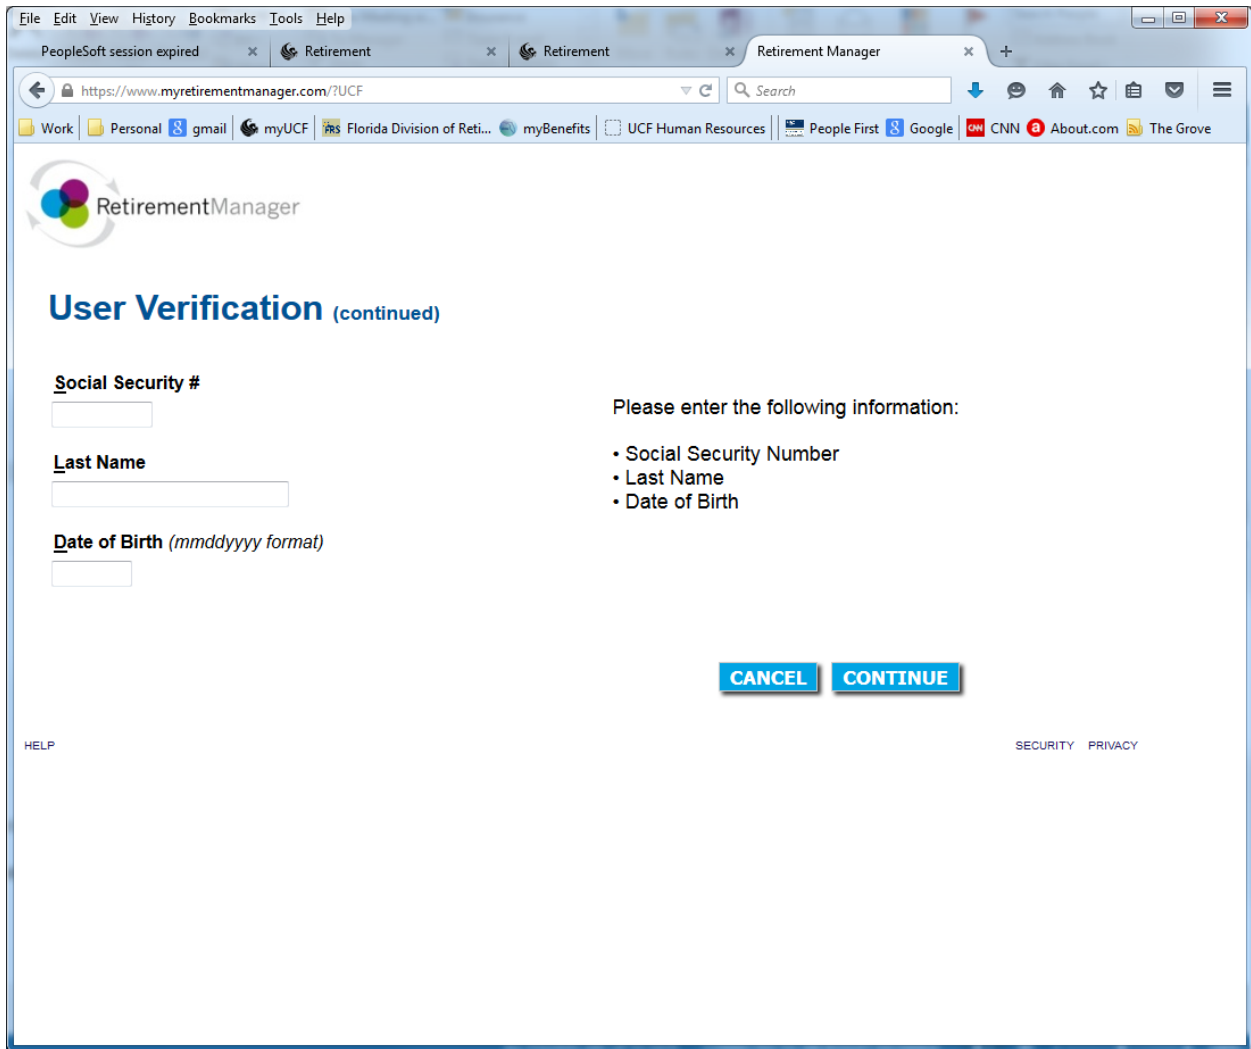 File Edit View History Bookmarks Tools Help
PeopleSoft session expired Retirement Retirement Retirement Manager
https://www.myretirementmanager.com/?UCF Search
Work Personal gmail myUCF FRS Florida Division of Reti... myBenefits UCF Human Resources People First Google CNN CNN a About.com The Grove
RetirementManager
User Verification (continued)
Social Security #
Please enter the following information:
• Social Security Number
Last Name
• Last Name
• Date of Birth
Date of Birth (mmddyyyy format)
CANCEL CONTINUE
HELP SECURITY PRIVACY